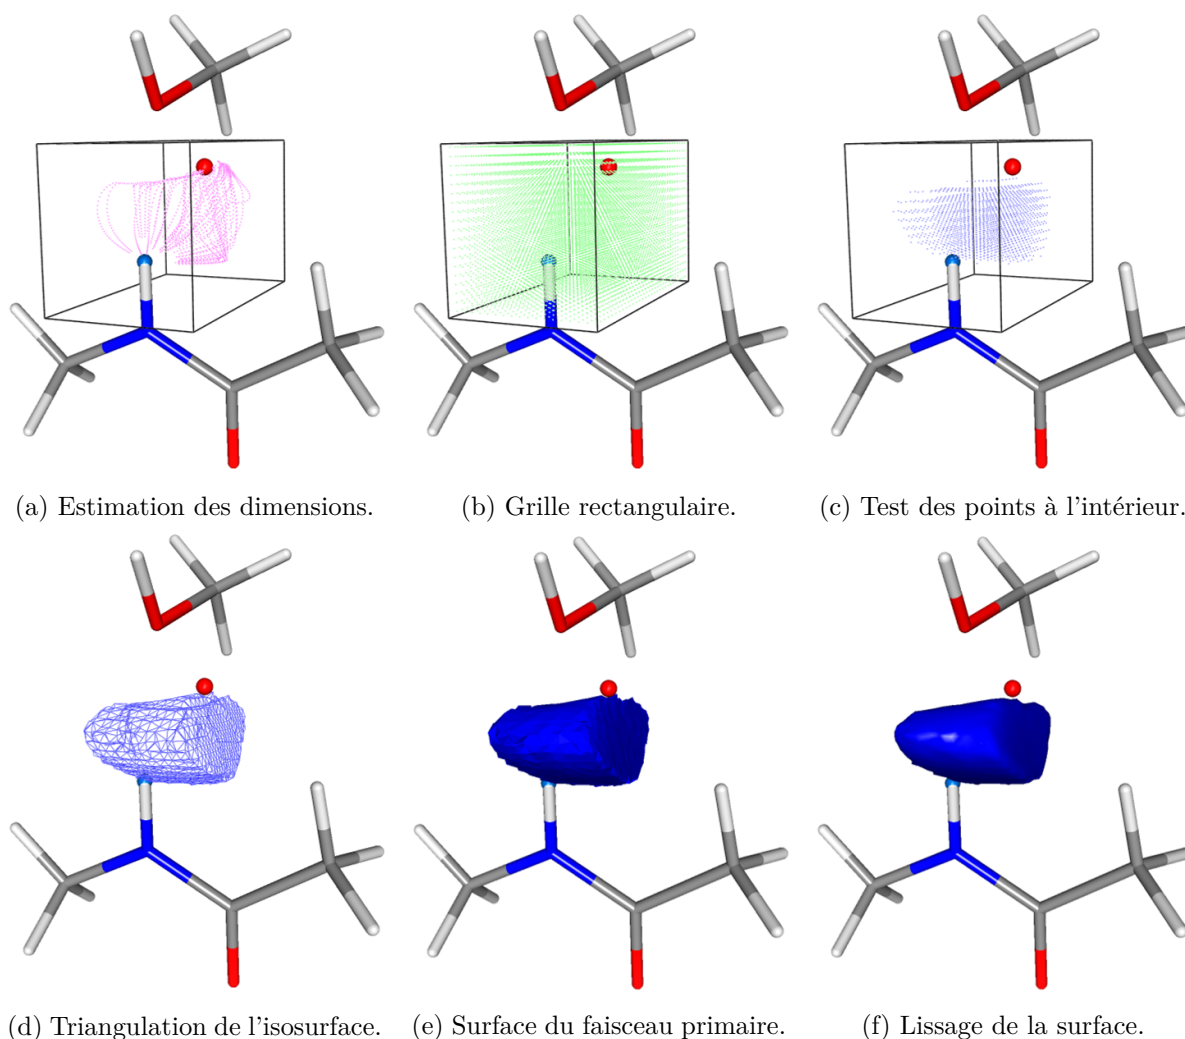 (a) Estimation des dimensions.
(b) Grille rectangulaire.
(c) Test des points à l'intérieur.
(d) Triangulation de l'isosurface.
(e) Surface du faisceau primaire.
(f) Lissage de la surface.